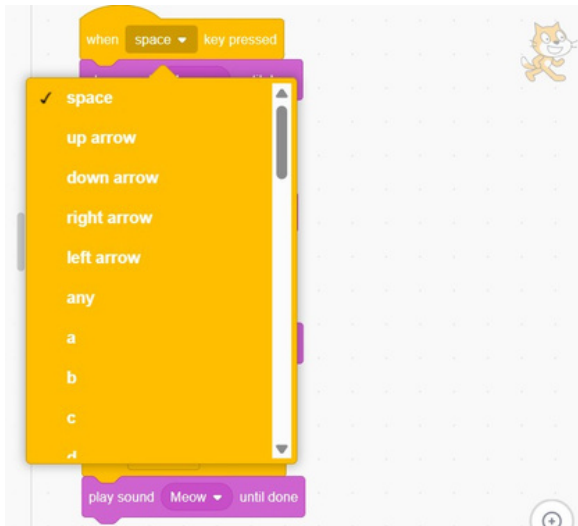 when space key pressed
space
up arrow
down arrow
right arrow
left arrow
any
a
b
c
d
play sound Meow until done